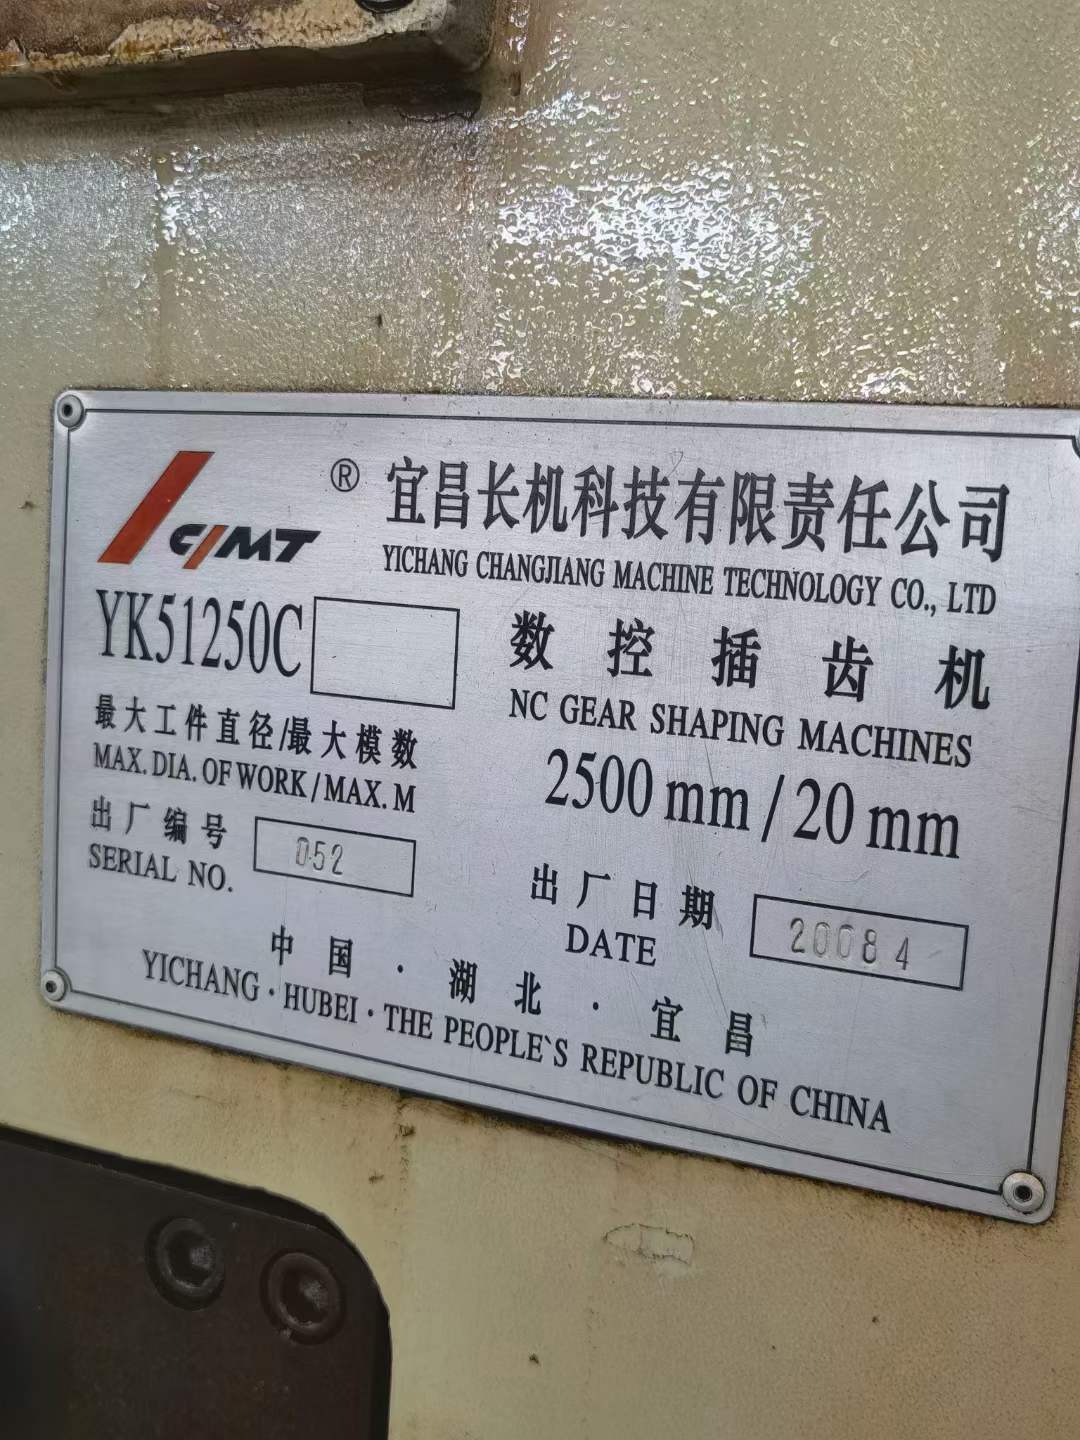 CJMT ® 宜昌长机科技有限责任公司
YICHANG CHANGJIANG MACHINE TECHNOLOGY CO., LTD
YK51250C
数控插齿机
NC GEAR SHAPING MACHINES
最大工件直径/最大模数
MAX. DIA. OF WORK / MAX. M
2500 mm / 20 mm
出厂编号
SERIAL NO.
052
出厂日期
DATE
20084
中国·湖北·宜昌
YICHANG · HUBEI · THE PEOPLE`S REPUBLIC OF CHINA